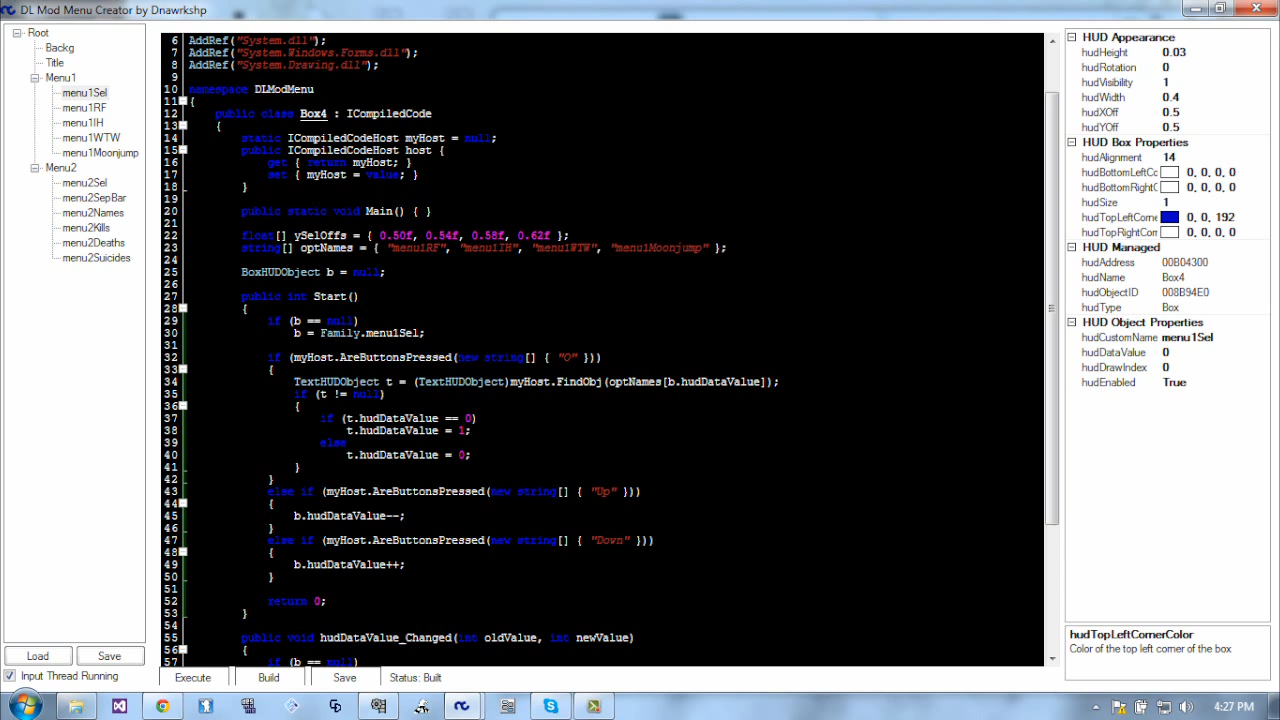 DL Mod Menu Creator by Dnawrkshp
Root
Backg
Title
Menu1
menu1Sel
menu1RF
menu1IH
menu1WTW
menu1Moonjump
Menu2
menu2Sel
menu2SepBar
menu2Names
menu2Kills
menu2Deaths
menu2Suicides
Load Save
Input Thread Running
6 AddRef("System.dll");
7 AddRef("System.Windows.Forms.dll");
8 AddRef("System.Drawing.dll");
9
10 namespace DLModMenu
11 {
12 public class Box4 : ICompiledCode
13 {
14 static ICompiledCodeHost myHost = null;
15 public ICompiledCodeHost host {
16 get { return myHost; }
17 set { myHost = value; }
18 }
19
20 public static void Main() { }
21
22 float[] ySelOffs = { 0.50f, 0.54f, 0.58f, 0.62f };
23 string[] optNames = { "menu1RF", "menu1IH", "menu1WTW", "menu1Moonjump" };
24
25 BoxHUDObject b = null;
26
27 public int Start()
28 {
29 if (b == null)
30 b = Family.menu1Sel;
31
32 if (myHost.AreButtonsPressed(new string[] { "O" }))
33 {
34 TextHUDObject t = (TextHUDObject)myHost.FindObj(optNames[b.hudDataValue]);
35 if (t != null)
36 {
37 if (t.hudDataValue == 0)
38 t.hudDataValue = 1;
39 else
40 t.hudDataValue = 0;
41 }
42 }
43 else if (myHost.AreButtonsPressed(new string[] { "Up" }))
44 {
45 b.hudDataValue--;
46 }
47 else if (myHost.AreButtonsPressed(new string[] { "Down" }))
48 {
49 b.hudDataValue++;
50 }
51
52 return 0;
53 }
54
55 public void hudDataValue_Changed(int oldValue, int newValue)
56 {
57 if (b == null)
Execute Build Save Status: Built
HUD Appearance
hudHeight 0.03
hudRotation 0
hudVisibility 1
hudWidth 0.4
hudXOff 0.5
hudYOff 0.5
HUD Box Properties
hudAlignment 14
hudBottomLeftCo 0, 0, 0, 0
hudBottomRightC 0, 0, 0, 0
hudSize 1
hudTopLeftCorne 0, 0, 192
hudTopRightCorn 0, 0, 0, 0
HUD Managed
hudAddress 00B04300
hudName Box4
hudObjectID 008B94E0
hudType Box
HUD Object Properties
hudCustomName menu1Sel
hudDataValue 0
hudDrawIndex 0
hudEnabled True
hudTopLeftCornerColor
Color of the top left corner of the box
4:27 PM